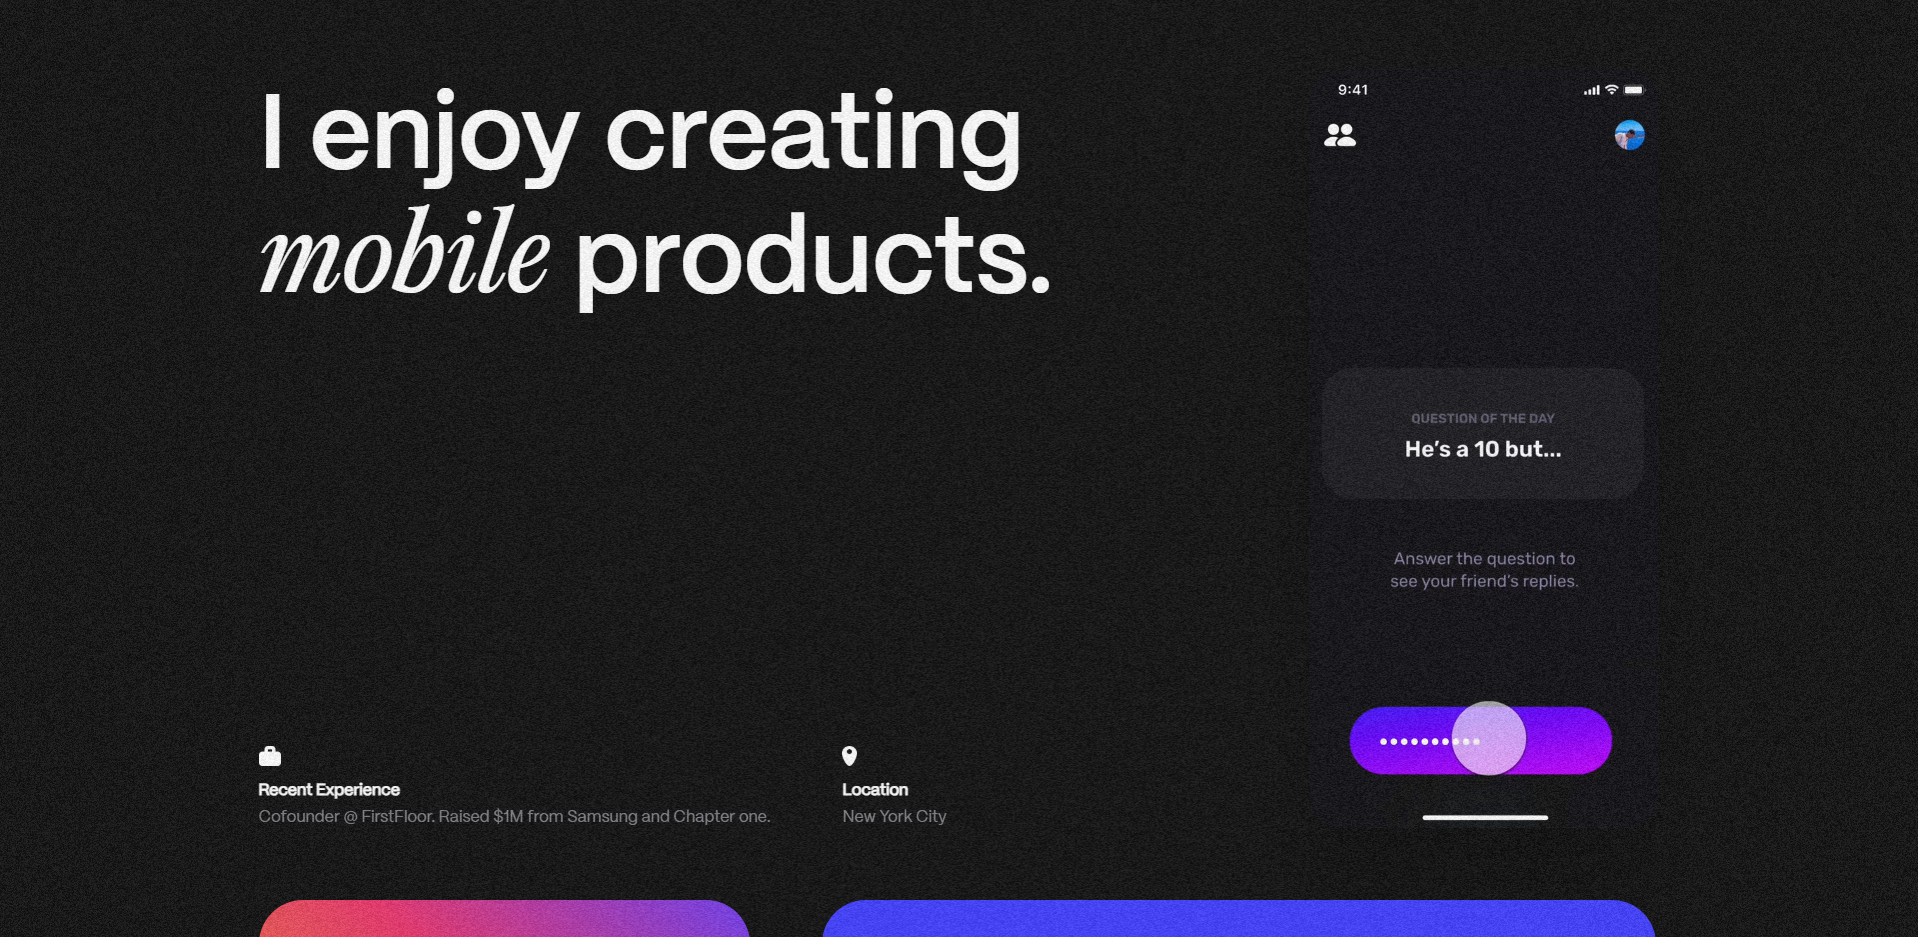 I enjoy creating
mobile products.
Recent Experience
Cofounder @ FirstFloor. Raised $1M from Samsung and Chapter one.
Location
New York City
9:41
QUESTION OF THE DAY
He’s a 10 but...
Answer the question to
see your friend’s replies.